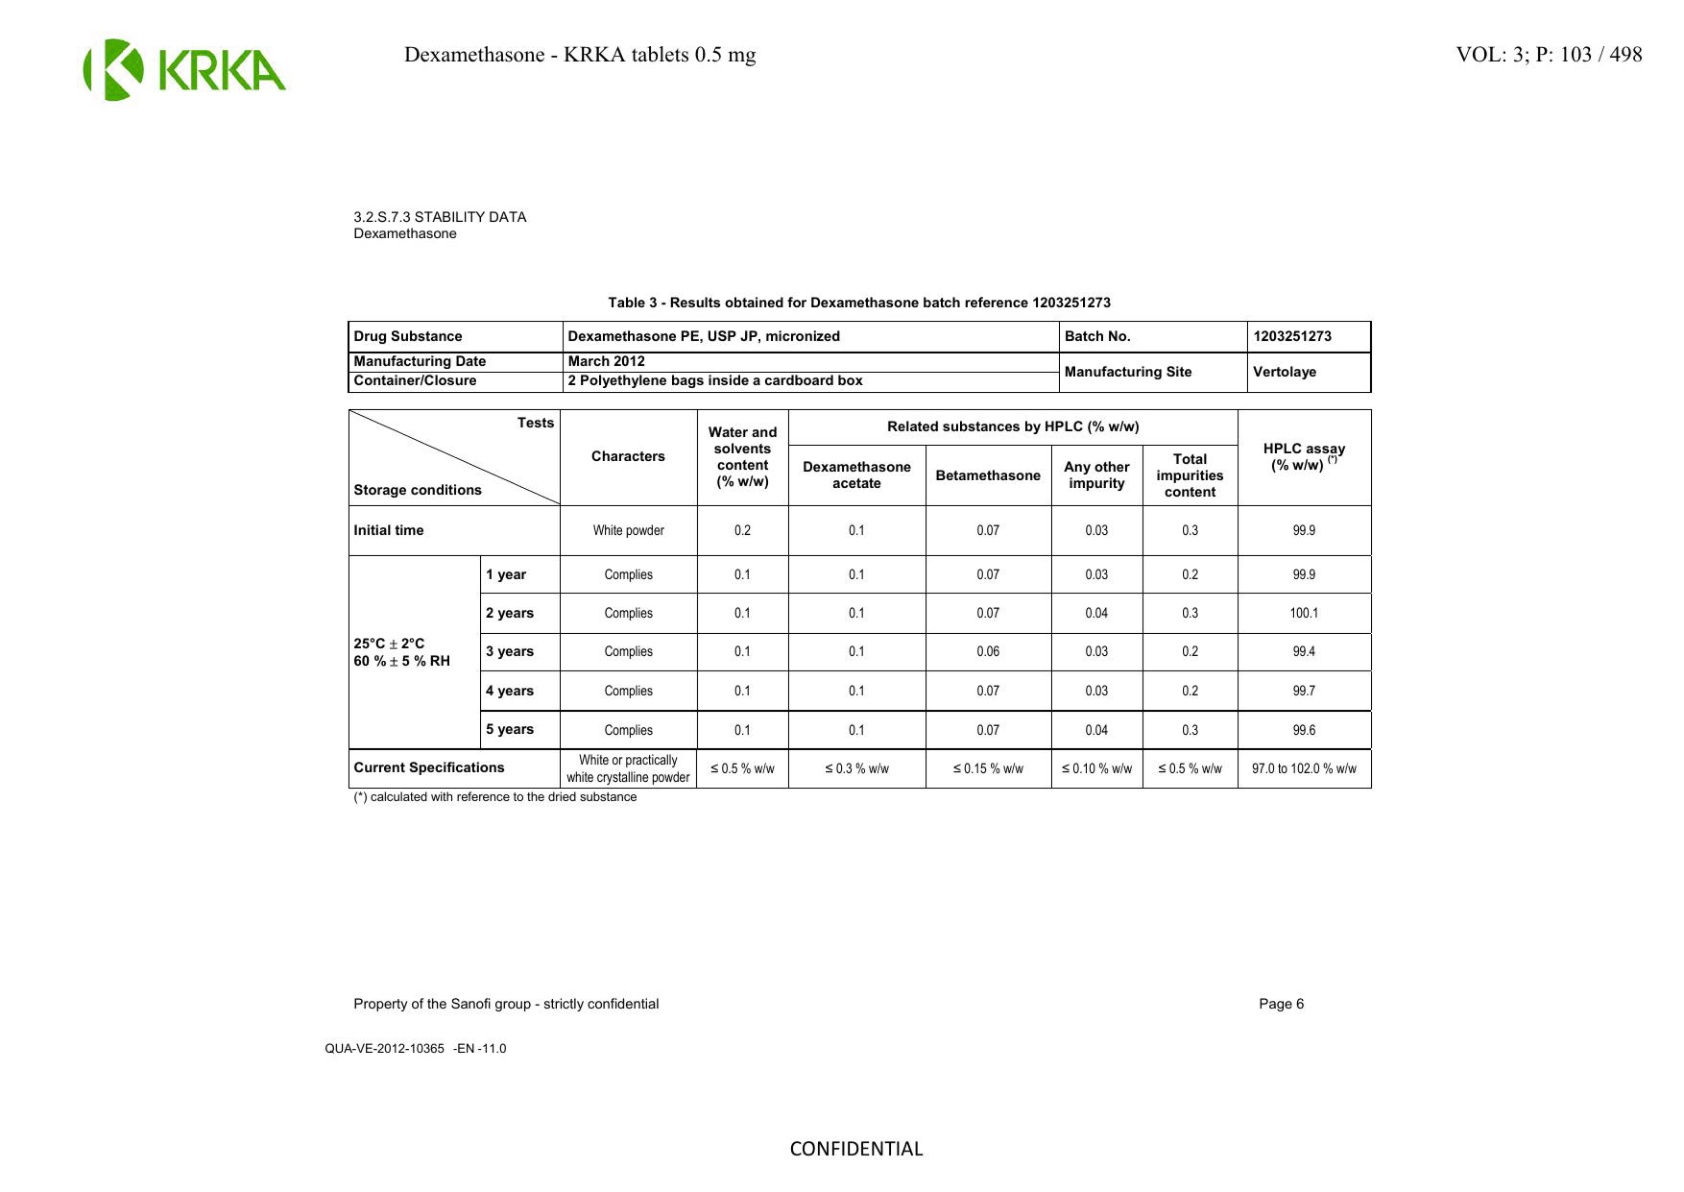 KRKA
Dexamethasone - KRKA tablets 0.5 mg
VOL: 3; P: 103 / 498
3.2.S.7.3 STABILITY DATA
Dexamethasone
Table 3 - Results obtained for Dexamethasone batch reference 1203251273
Drug Substance Dexamethasone PE, USP JP, micronized Batch No. 1203251273
Manufacturing Date March 2012 Manufacturing Site Vertolaye
Container/Closure 2 Polyethylene bags inside a cardboard box
Tests
Storage conditions
Characters
Water and
solvents
content
(% w/w)
Related substances by HPLC (% w/w)
Dexamethasone
acetate
Betamethasone
Any other
impurity
Total
impurities
content
HPLC assay
(% w/w) (*)
Initial time White powder 0.2 0.1 0.07 0.03 0.3 99.9
25°C ± 2°C
60 % ± 5 % RH
1 year Complies 0.1 0.1 0.07 0.03 0.2 99.9
2 years Complies 0.1 0.1 0.07 0.04 0.3 100.1
3 years Complies 0.1 0.1 0.06 0.03 0.2 99.4
4 years Complies 0.1 0.1 0.07 0.03 0.2 99.7
5 years Complies 0.1 0.1 0.07 0.04 0.3 99.6
Current Specifications
White or practically
white crystalline powder
≤ 0.5 % w/w ≤ 0.3 % w/w ≤ 0.15 % w/w ≤ 0.10 % w/w ≤ 0.5 % w/w 97.0 to 102.0 % w/w
(*) calculated with reference to the dried substance
Property of the Sanofi group - strictly confidential
Page 6
QUA-VE-2012-10365 -EN -11.0
CONFIDENTIAL